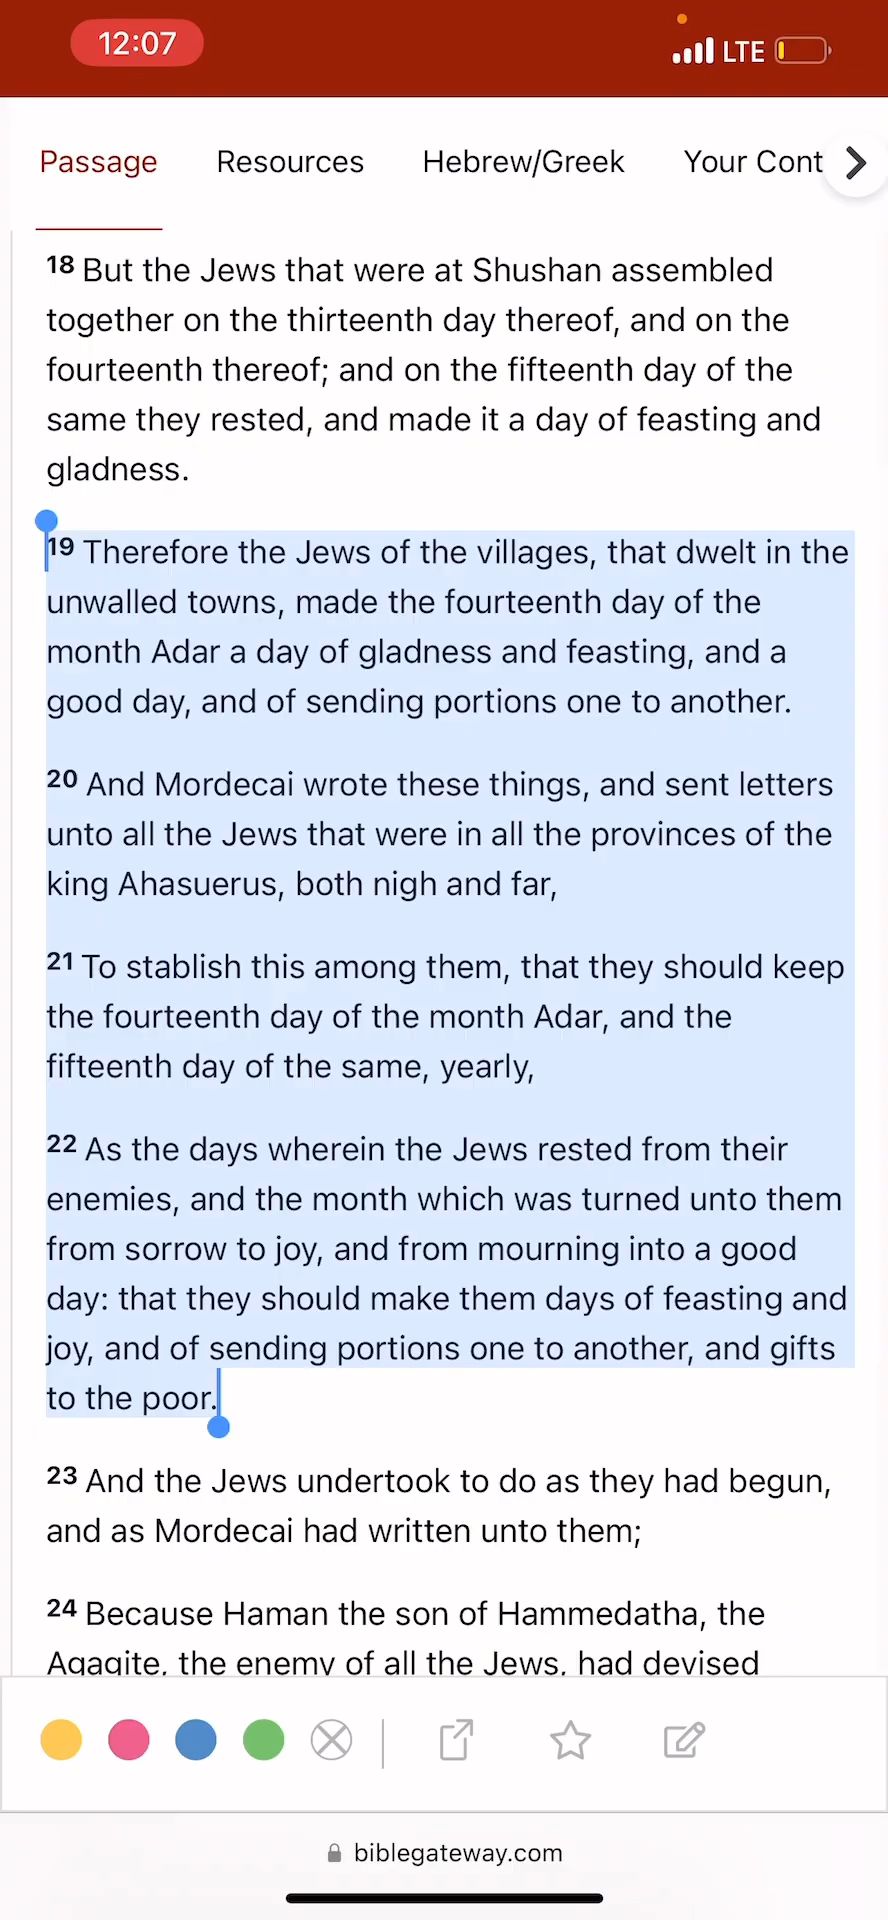 12:07
LTE
Passage Resources Hebrew/Greek Your Cont
18 But the Jews that were at Shushan assembled
together on the thirteenth day thereof, and on the
fourteenth thereof; and on the fifteenth day of the
same they rested, and made it a day of feasting and
gladness.
19 Therefore the Jews of the villages, that dwelt in the
unwalled towns, made the fourteenth day of the
month Adar a day of gladness and feasting, and a
good day, and of sending portions one to another.
20 And Mordecai wrote these things, and sent letters
unto all the Jews that were in all the provinces of the
king Ahasuerus, both nigh and far,
21 To stablish this among them, that they should keep
the fourteenth day of the month Adar, and the
fifteenth day of the same, yearly,
22 As the days wherein the Jews rested from their
enemies, and the month which was turned unto them
from sorrow to joy, and from mourning into a good
day: that they should make them days of feasting and
joy, and of sending portions one to another, and gifts
to the poor.
23 And the Jews undertook to do as they had begun,
and as Mordecai had written unto them;
24 Because Haman the son of Hammedatha, the
Agagite, the enemy of all the Jews, had devised
biblegateway.com